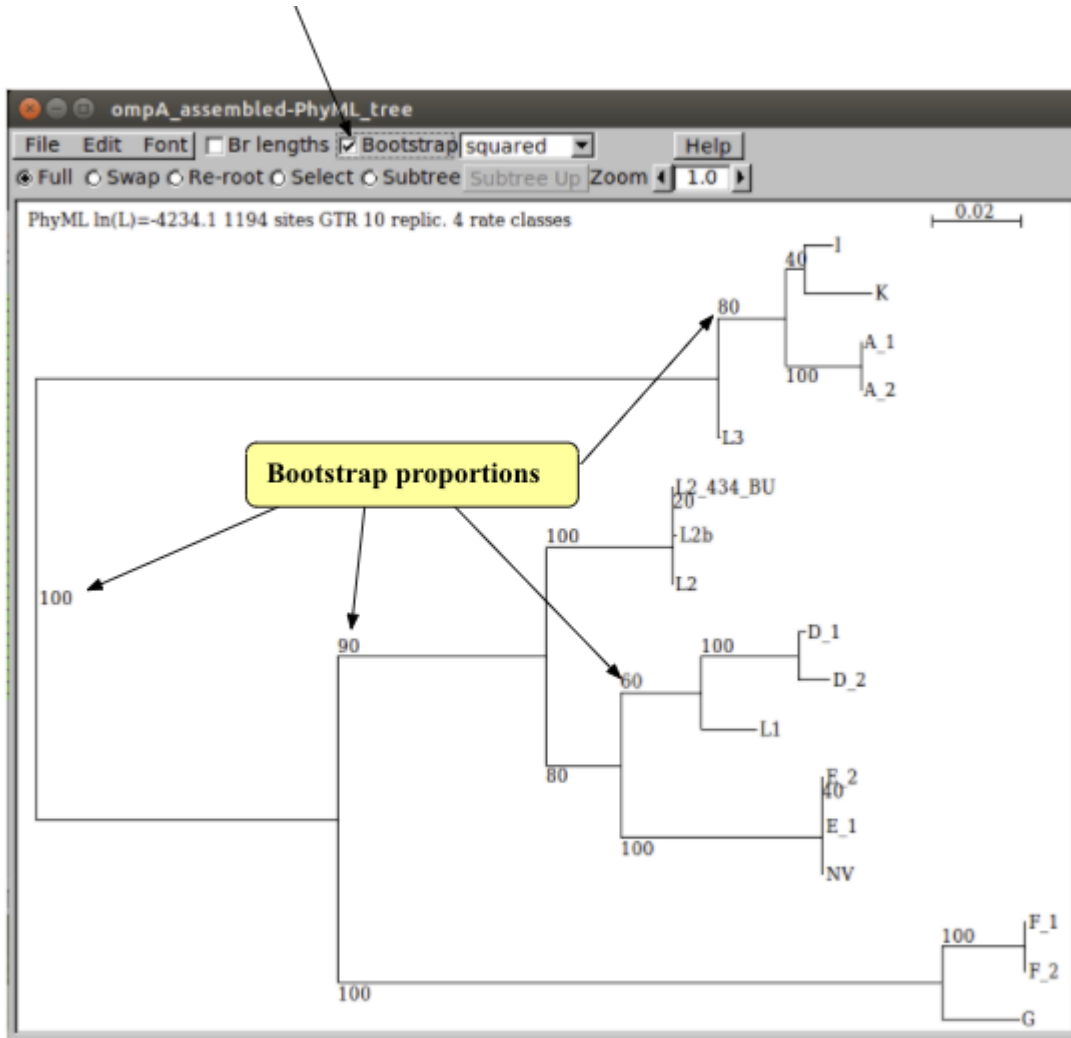 ompA_assembled-PhyML_tree
File Edit Font Br lengths Bootstrap squared Help
Full Swap Re-root Select Subtree Subtree Up Zoom 1.0
PhyML ln(L)=-4234.1 1194 sites GTR 10 replic. 4 rate classes
0.02
I
40
K
80
A_1
100
A_2
L3
Bootstrap proportions
L2_434_BU
20
100
L2b
L2
100
D_1
90
100
60
D_2
L1
80
E_2
40
E_1
100
NV
F_1
100
F_2
100
G